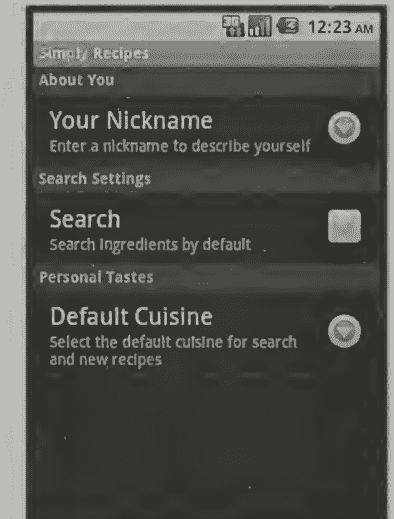 3G 12:23 AM
Simply Recipes
About You
Your Nickname
Enter a nickname to describe yourself
Search Settings
Search
Search ingredients by default
Personal Tastes
Default Cuisine
Select the default cuisine for search
and new recipes